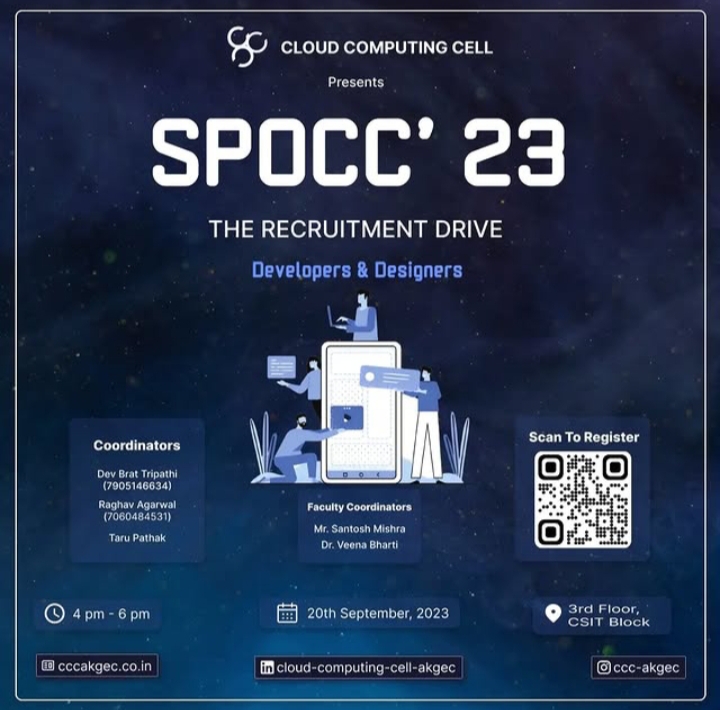 CLOUD COMPUTING CELL
Presents
SPOCC' 23
THE RECRUITMENT DRIVE
Developers & Designers
Coordinators
Dev Brat Tripathi
(7905146634)
Raghav Agarwal
(7060484531)
Taru Pathak
Faculty Coordinators
Mr. Santosh Mishra
Dr. Veena Bharti
Scan To Register
4 pm - 6 pm
20th September, 2023
3rd Floor,
CSIT Block
cccakgec.co.in
cloud-computing-cell-akgec
ccc-akgec